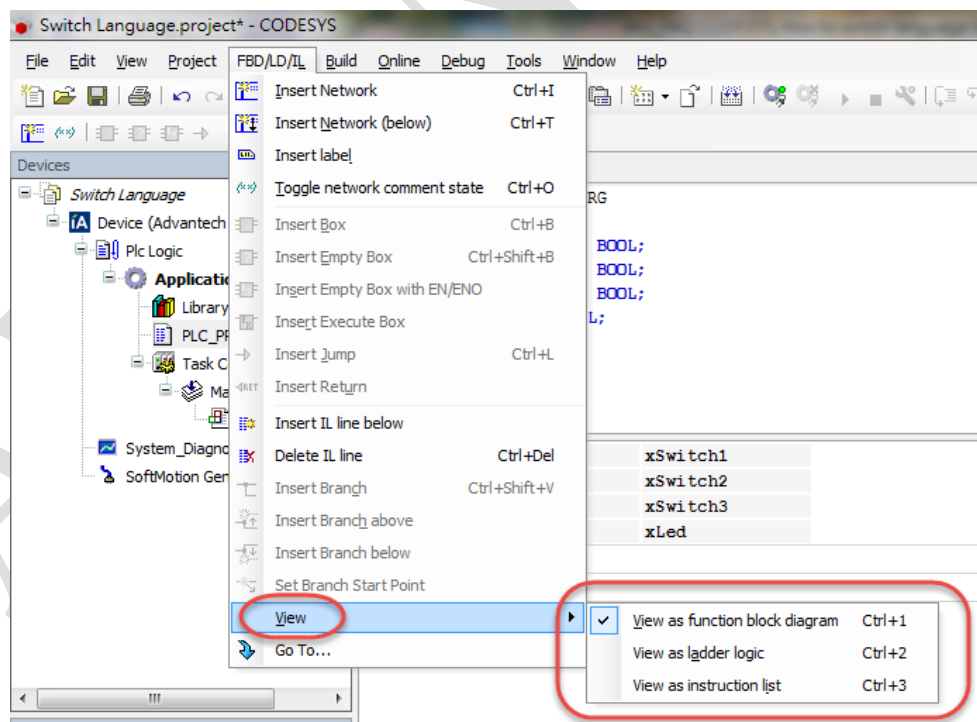 Switch Language.project* - CODESYS
File Edit View Project FBD/LD/IL Build Online Debug Tools Window Help
Insert Network Ctrl+I
Insert Network (below) Ctrl+T
Insert label
Toggle network comment state Ctrl+O
Insert Box Ctrl+B
Insert Empty Box Ctrl+Shift+B
Insert Empty Box with EN/ENO
Insert Execute Box
Insert Jump Ctrl+L
Insert Return
Insert IL line below
Delete IL line Ctrl+Del
Insert Branch Ctrl+Shift+V
Insert Branch above
Insert Branch below
Set Branch Start Point
View
Go To...
View as function block diagram Ctrl+1
View as ladder logic Ctrl+2
View as instruction list Ctrl+3
Devices
Switch Language
Device (Advantech
Plc Logic
Applicatio
Library
PLC_PR
Task C
Ma
System_Diagno
SoftMotion Gen
RG
BOOL;
BOOL;
BOOL;
L;
xSwitch1
xSwitch2
xSwitch3
xLed